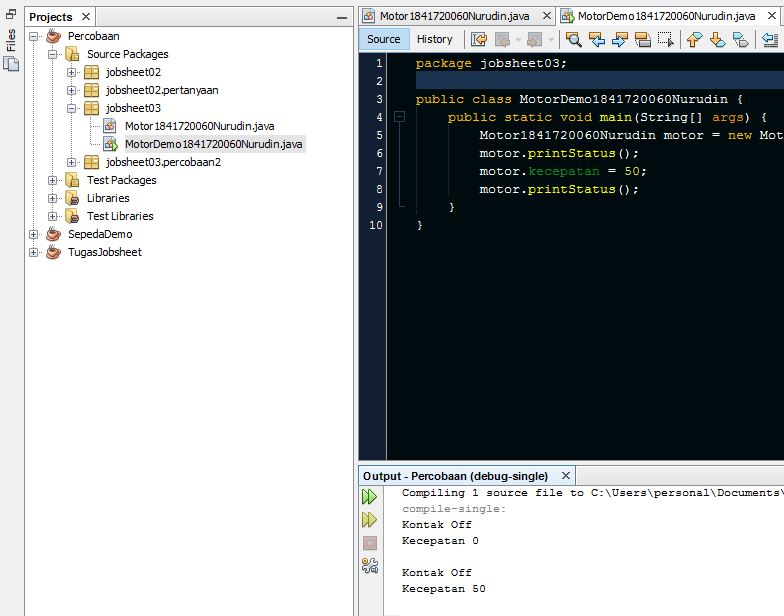 Files
Projects
Percobaan
Source Packages
jobsheet02
jobsheet02.pertanyaan
jobsheet03
Motor1841720060Nurudin.java
MotorDemo1841720060Nurudin.java
jobsheet03.percobaan2
Test Packages
Libraries
Test Libraries
SepedaDemo
TugasJobsheet
Motor1841720060Nurudin.java MotorDemo1841720060Nurudin.java
Source History
1 package jobsheet03;
2
3 public class MotorDemo1841720060Nurudin {
4 public static void main(String[] args) {
5 Motor1841720060Nurudin motor = new Mot
6 motor.printStatus();
7 motor.kecepatan = 50;
8 motor.printStatus();
9 }
10 }
Output - Percobaan (debug-single)
Compiling 1 source file to C:\Users\personal\Documents\
compile-single:
Kontak Off
Kecepatan 0
Kontak Off
Kecepatan 50